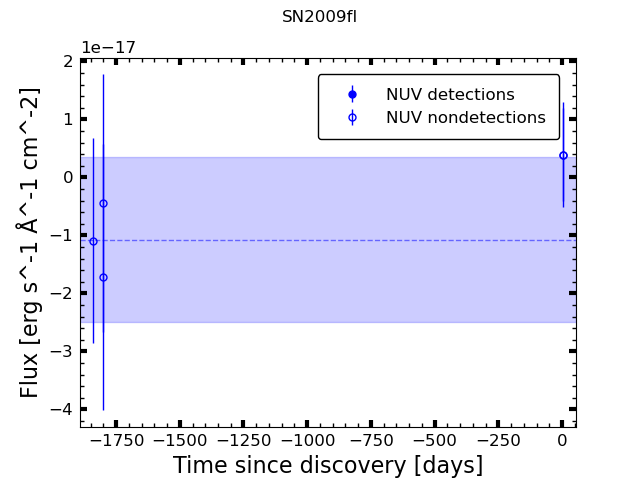 SN2009fl
1e−17
2
1
0
−1
−2
−3
−4
Flux [erg s^-1 Å^-1 cm^-2]
NUV detections
NUV nondetections
−1750 −1500 −1250 −1000 −750 −500 −250 0
Time since discovery [days]